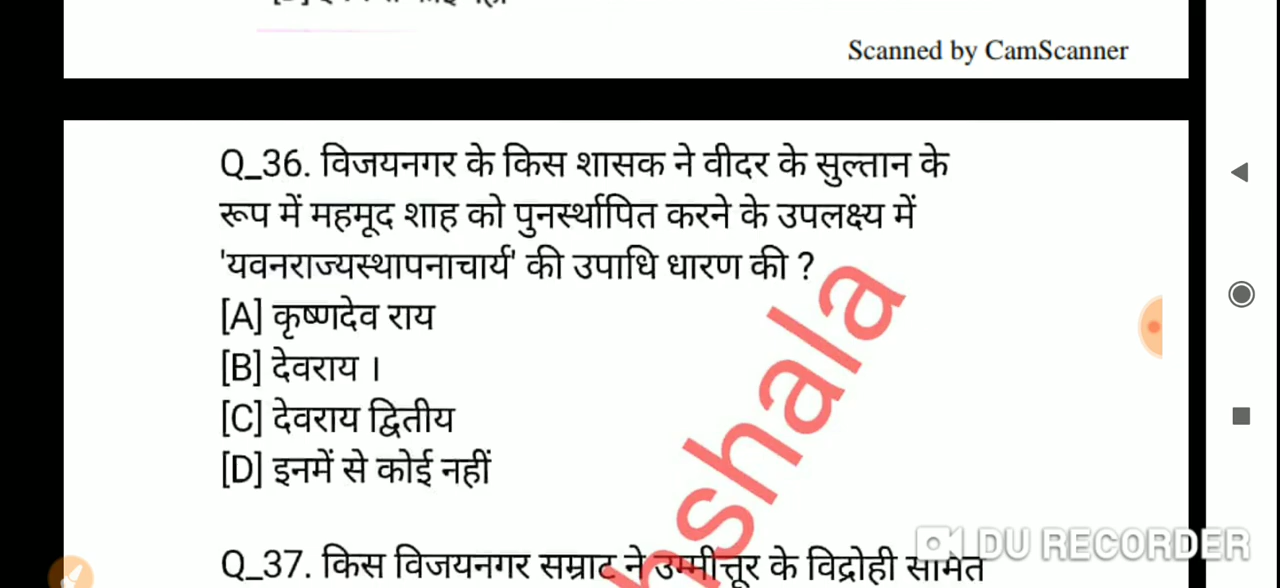 Scanned by CamScanner
Q_36. विजयनगर के किस शासक ने वीदर के सुल्तान के
रूप में महमूद शाह को पुनर्स्थापित करने के उपलक्ष्य में
'यवनराज्यस्थापनाचार्य' की उपाधि धारण की ?
[A] कृष्णदेव राय
[B] देवराय ।
[C] देवराय द्वितीय
[D] इनमें से कोई नहीं
shala
DU RECORDER
Q_37. किस विजयनगर सम्राट ने उम्मीत्तूर के विद्रोही सामंत